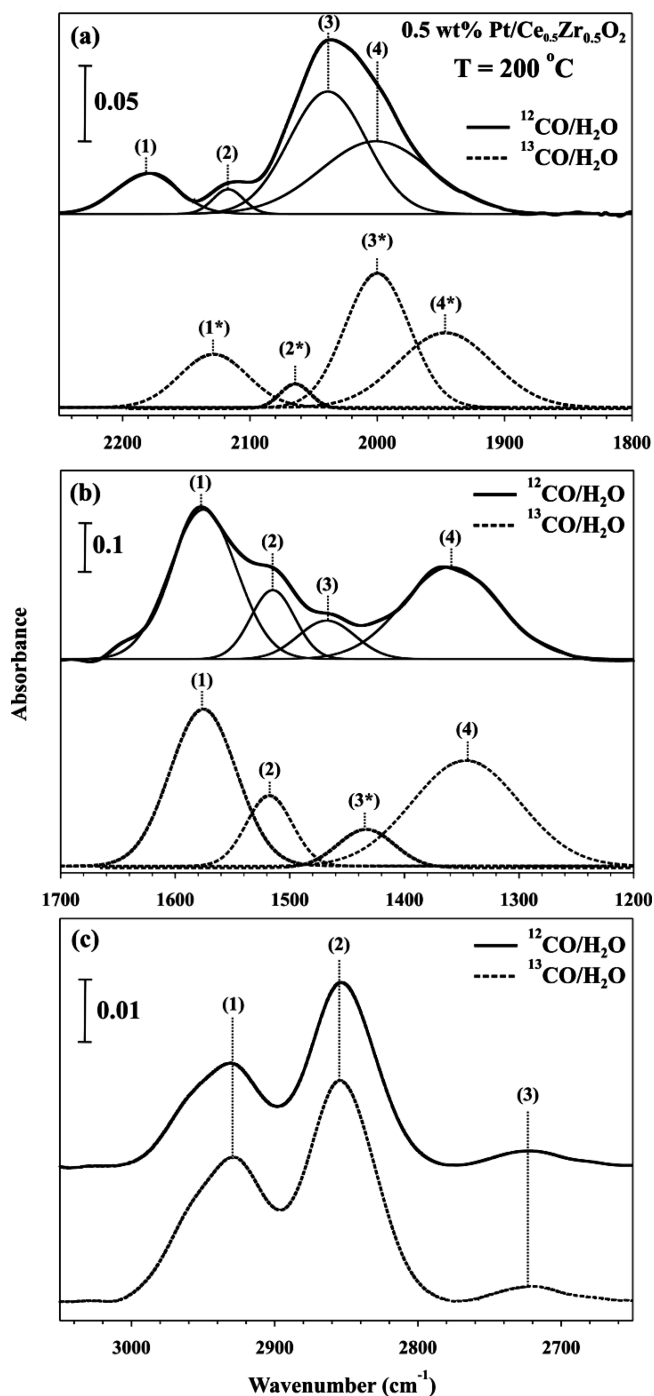 (a)
0.5 wt% Pt/Ce₀.₅Zr₀.₅O₂
T = 200 °C
0.05
¹²CO/H₂O
¹³CO/H₂O
(1)
(2)
(3)
(4)
(1*)
(2*)
(3*)
(4*)
2200 2100 2000 1900 1800
(b)
0.1
¹²CO/H₂O
¹³CO/H₂O
(1)
(2)
(3)
(4)
(1)
(2)
(3*)
(4)
1700 1600 1500 1400 1300 1200
Absorbance
(c)
0.01
¹²CO/H₂O
¹³CO/H₂O
(1)
(2)
(3)
3000 2900 2800 2700
Wavenumber (cm⁻¹)